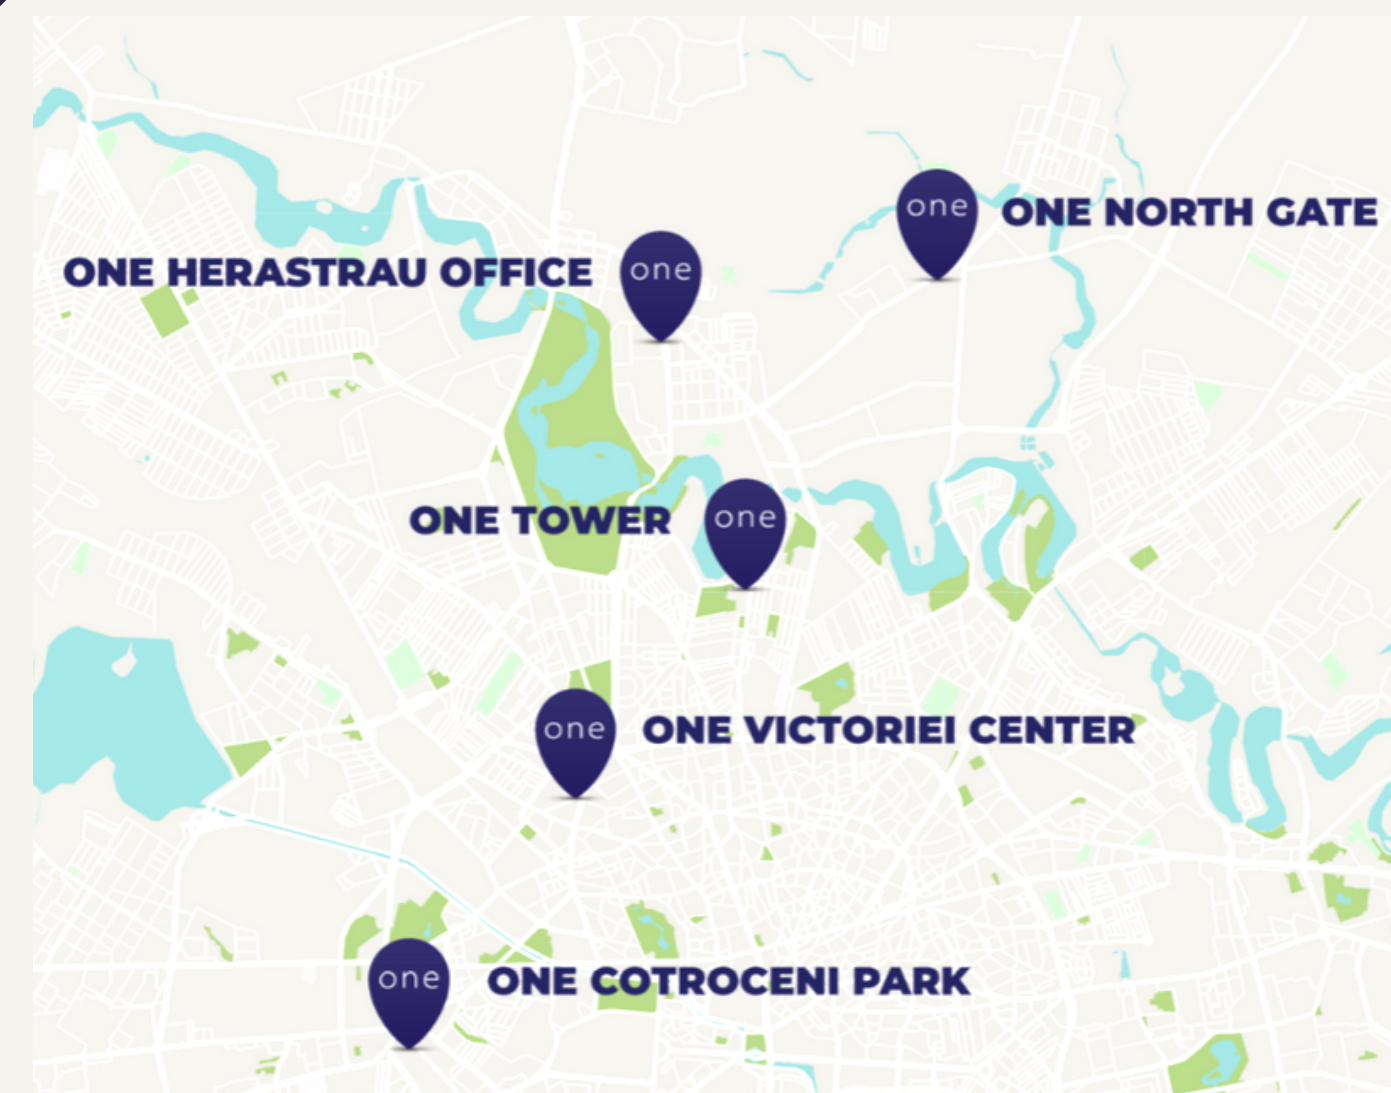 one
ONE NORTH GATE
ONE HERASTRAU OFFICE
one
ONE TOWER
one
one
ONE VICTORIEI CENTER
one
ONE COTROCENI PARK